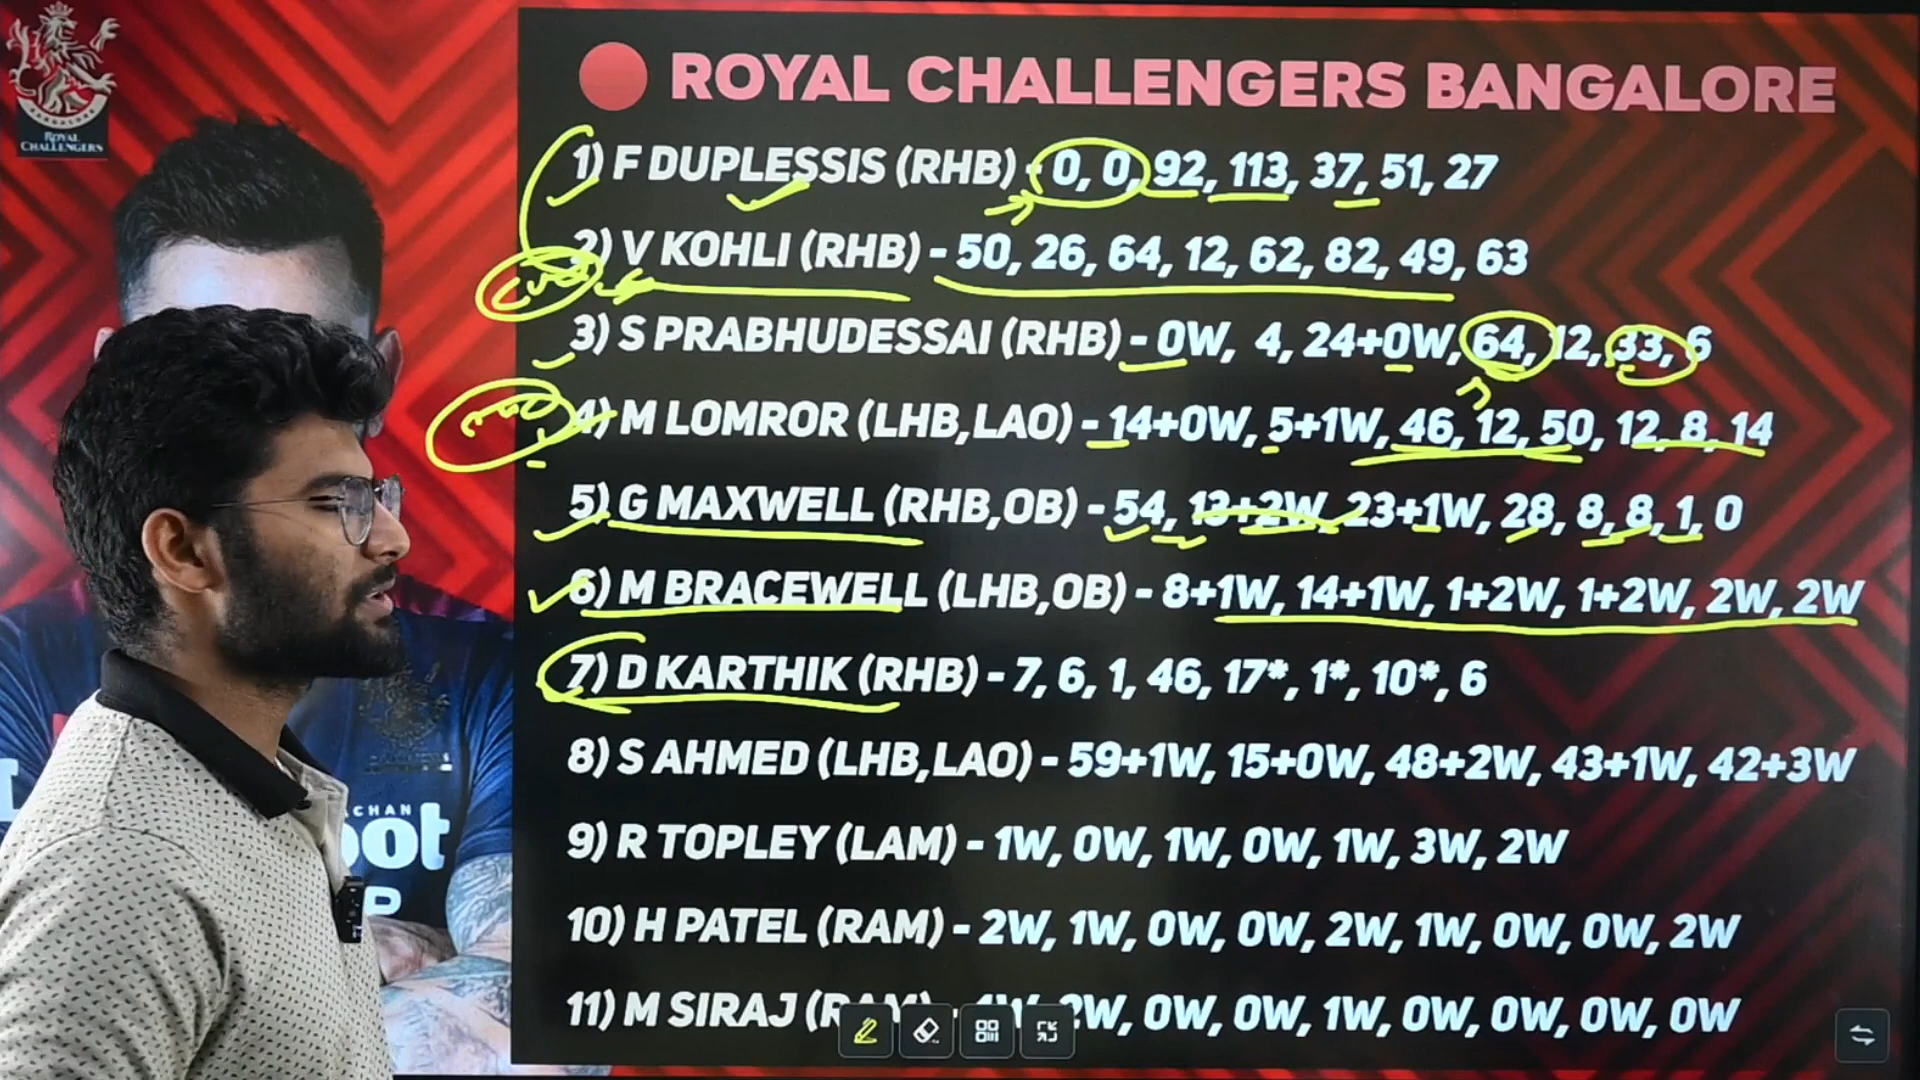 ROYAL CHALLENGERS BANGALORE
BANGALORE
ROYAL
CHALLENGERS
1) F DUPLESSIS (RHB) - 0, 0, 92, 113, 37, 51, 27
2) V KOHLI (RHB) - 50, 26, 64, 12, 62, 82, 49, 63
3) S PRABHUDESSAI (RHB) - 0W, 4, 24+0W, 64, 12, 33, 6
4) M LOMROR (LHB,LAO) - 14+0W, 5+1W, 46, 12, 50, 12, 8, 14
5) G MAXWELL (RHB,OB) - 54, 13+2W, 23+1W, 28, 8, 8, 1, 0
6) M BRACEWELL (LHB,OB) - 8+1W, 14+1W, 1+2W, 1+2W, 2W, 2W
7) D KARTHIK (RHB) - 7, 6, 1, 46, 17*, 1*, 10*, 6
8) S AHMED (LHB,LAO) - 59+1W, 15+0W, 48+2W, 43+1W, 42+3W
CHAN
oot
P
9) R TOPLEY (LAM) - 1W, 0W, 1W, 0W, 1W, 3W, 2W
10) H PATEL (RAM) - 2W, 1W, 0W, 0W, 2W, 1W, 0W, 0W, 2W
11) M SIRAJ (RAM) - 2W, 0W, 0W, 1W, 0W, 0W, 0W, 0W